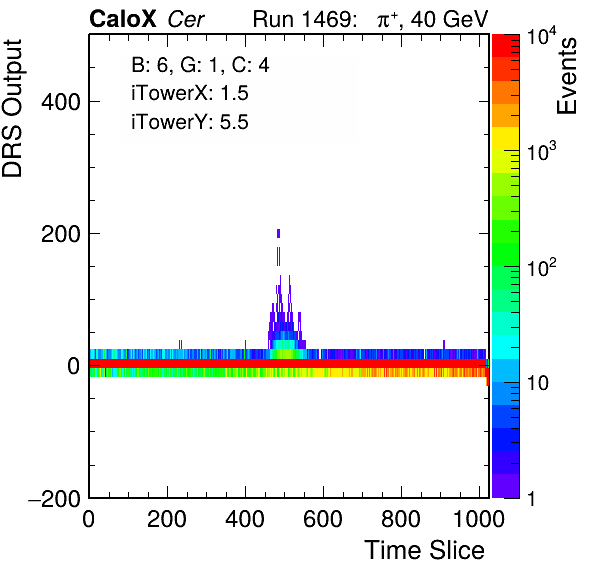 CaloX Cer Run 1469: π⁺, 40 GeV
B: 6, G: 1, C: 4
iTowerX: 1.5
iTowerY: 5.5
DRS Output
400
200
0
−200
0 200 400 600 800 1000
Time Slice
Events
10⁴
10³
10²
10
1